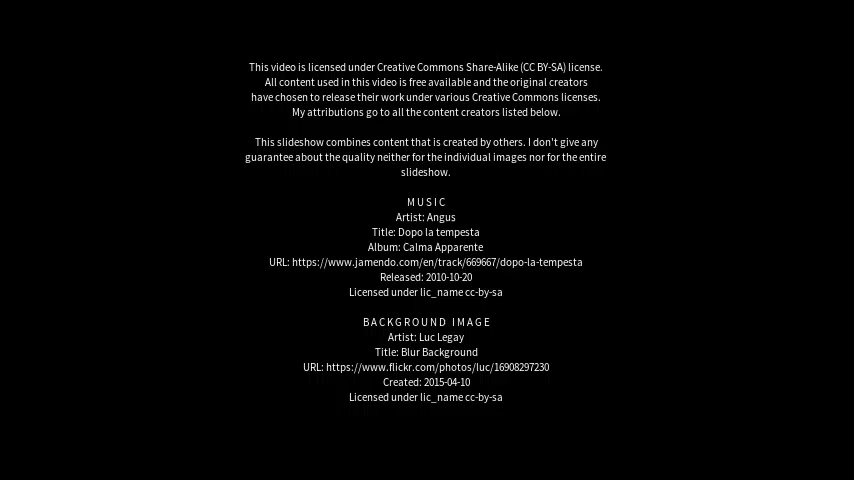 This video is licensed under Creative Commons Share-Alike (CC BY-SA) license.
All content used in this video is free available and the original creators
have chosen to release their work under various Creative Commons licenses.
My attributions go to all the content creators listed below.
This slideshow combines content that is created by others. I don't give any
guarantee about the quality neither for the individual images nor for the entire
slideshow.
MUSIC
Artist: Angus
Title: Dopo la tempesta
Album: Calma Apparente
URL: https://www.jamendo.com/en/track/669667/dopo-la-tempesta
Released: 2010-10-20
Licensed under lic_name cc-by-sa
BACKGROUND IMAGE
Artist: Luc Legay
Title: Blur Background
URL: https://www.flickr.com/photos/luc/16908297230
Created: 2015-04-10
Licensed under lic_name cc-by-sa